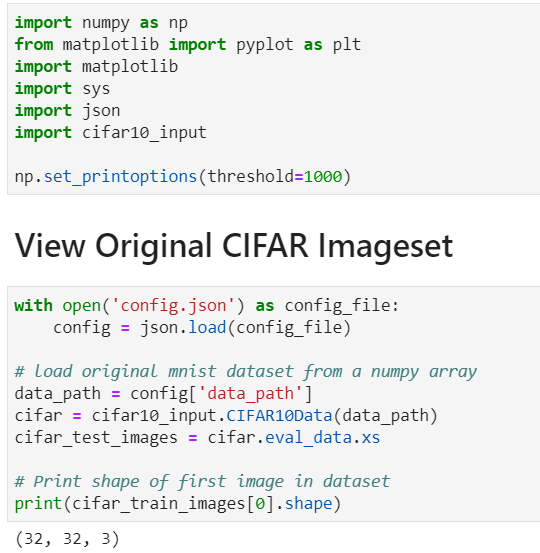 import numpy as np
from matplotlib import pyplot as plt
import matplotlib
import sys
import json
import cifar10_input
np.set_printoptions(threshold=1000)
View Original CIFAR Imageset
with open('config.json') as config_file:
    config = json.load(config_file)
# load original mnist dataset from a numpy array
data_path = config['data_path']
cifar = cifar10_input.CIFAR10Data(data_path)
cifar_test_images = cifar.eval_data.xs
# Print shape of first image in dataset
print(cifar_train_images[0].shape)
(32, 32, 3)